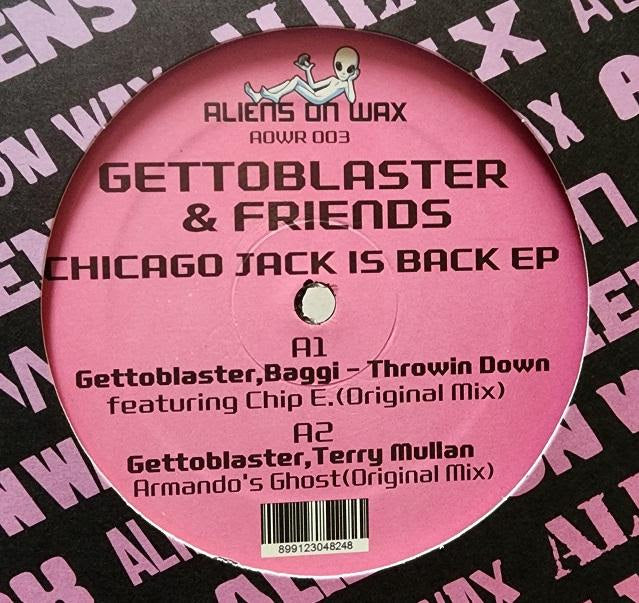 ALIENS ON WAX
AOWR 003
GETTOBLASTER
& FRIENDS
CHICAGO JACK IS BACK EP
A1
Gettoblaster,Baggi - Throwin Down
featuring Chip E.(Original Mix)
A2
Gettoblaster,Terry Mullan
Armando's Ghost(Original Mix)
899123048248